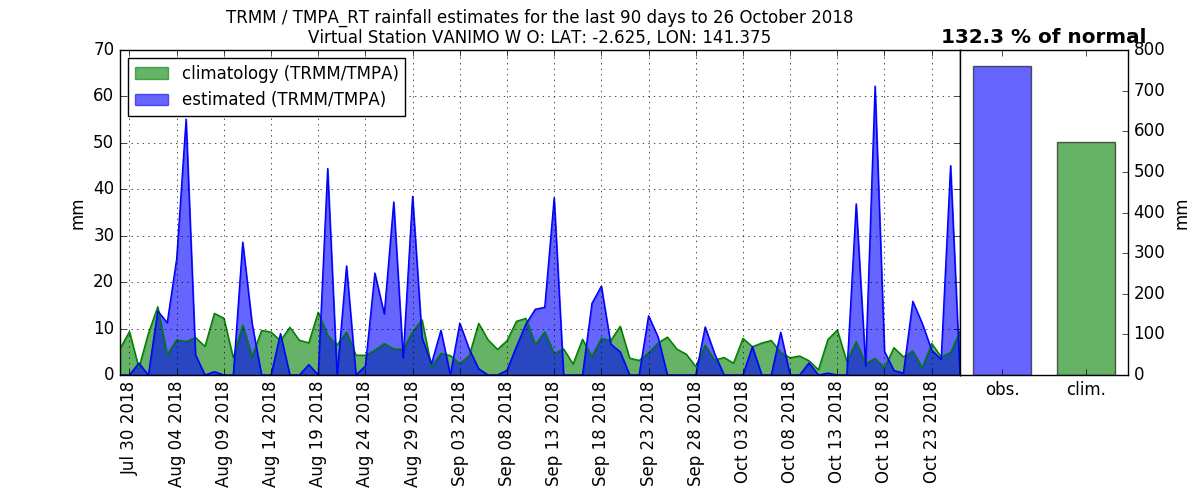 TRMM / TMPA_RT rainfall estimates for the last 90 days to 26 October 2018
Virtual Station VANIMO W O: LAT: -2.625, LON: 141.375
132.3 % of normal
climatology (TRMM/TMPA)
estimated (TRMM/TMPA)
70
60
50
40
30
20
10
0
mm
Jul 30 2018
Aug 04 2018
Aug 09 2018
Aug 14 2018
Aug 19 2018
Aug 24 2018
Aug 29 2018
Sep 03 2018
Sep 08 2018
Sep 13 2018
Sep 18 2018
Sep 23 2018
Sep 28 2018
Oct 03 2018
Oct 08 2018
Oct 13 2018
Oct 18 2018
Oct 23 2018
800
700
600
500
400
300
200
100
0
mm
obs.
clim.